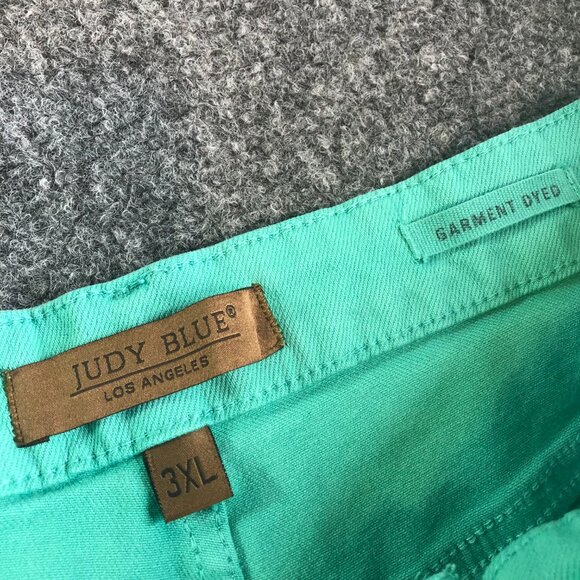 JUDY BLUE®
LOS ANGELES
3XL
GARMENT DYED